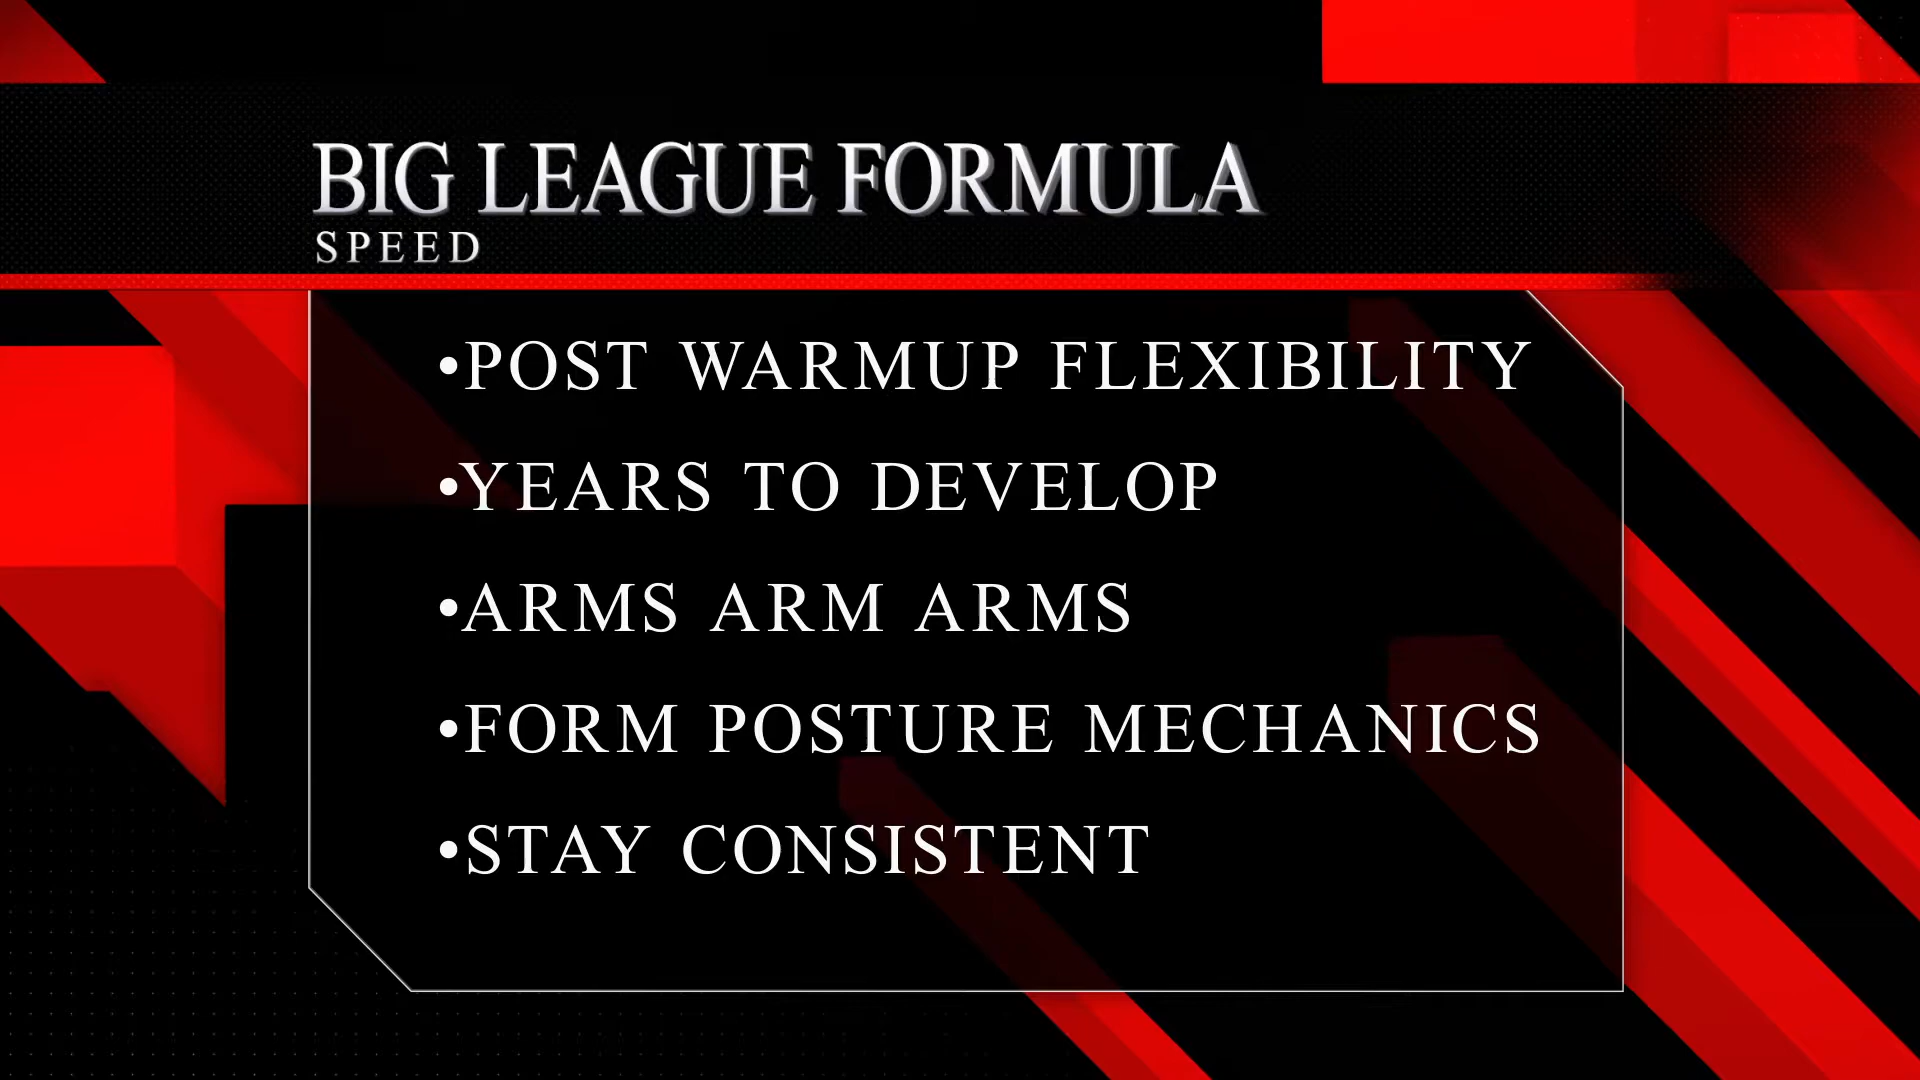 BIG LEAGUE FORMULA
SPEED
•POST WARMUP FLEXIBILITY
•YEARS TO DEVELOP
•ARMS ARM ARMS
•FORM POSTURE MECHANICS
•STAY CONSISTENT